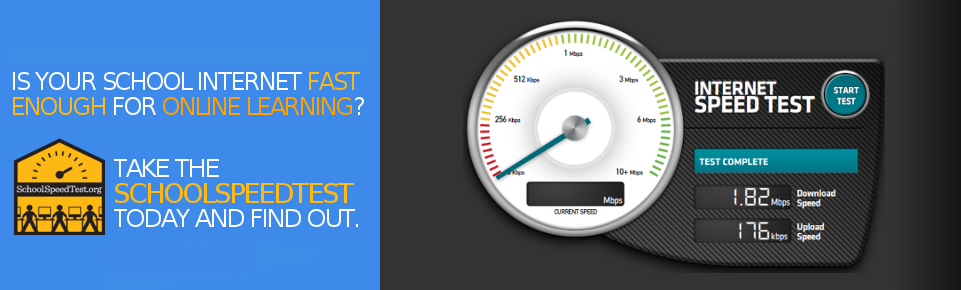 IS YOUR SCHOOL INTERNET FAST
ENOUGH FOR ONLINE LEARNING?
SchoolSpeedTest.org
TAKE THE
SCHOOLSPEEDTEST
TODAY AND FIND OUT.
1 Mbps
512 Kbps
3 Mbps
256 Kbps
6 Mbps
Kbps
10+ Mbps
Mbps
CURRENT SPEED
INTERNET
SPEED TEST
START
TEST
TEST COMPLETE
1.82 Mbps Download
Speed
176 kbps Upload
Speed